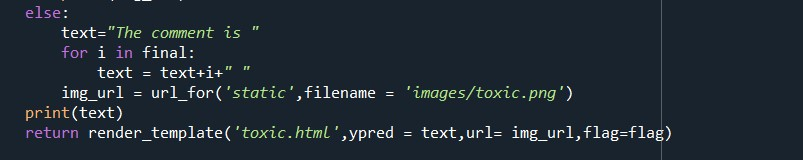 else:
    text="The comment is "
    for i in final:
        text = text+i+" "
    img_url = url_for('static',filename = 'images/toxic.png')
print(text)
return render_template('toxic.html',ypred = text,url= img_url,flag=flag)